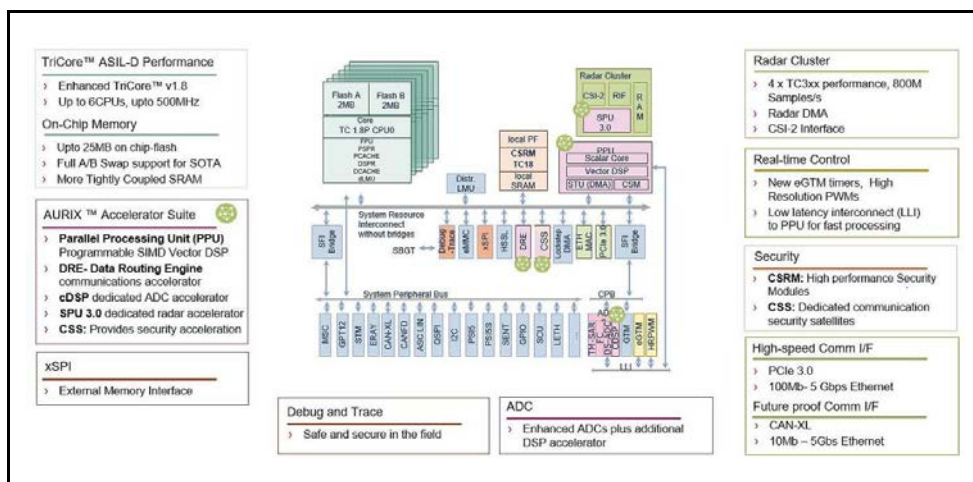 TriCore™ ASIL-D Performance
› Enhanced TriCore™ v1.8
› Up to 6CPUs, upto 500MHz
On-Chip Memory
› Upto 25MB on chip-flash
› Full A/B Swap support for SOTA
› More Tightly Coupled SRAM
AURIX ™ Accelerator Suite
› Parallel Processing Unit (PPU)
Programmable SIMD Vector DSP
› DRE- Data Routing Engine
communications accelerator
› cDSP dedicated ADC accelerator
› SPU 3.0 dedicated radar accelerator
› CSS: Provides security acceleration
xSPI
› External Memory Interface
Flash A
2MB
Flash B
2MB
Core
TC 1.8P CPU0
FPU
PSPR
PCACHE
DSPR
DCACHE
dLMU
Radar Cluster
CSI-2
RIF
RAM
SPU
3.0
local PF
CSRM
TC18
local
SRAM
PPU
Scalar Core
Vector DSP
STU (DMA)
CSM
Distr.
LMU
System Resource
Interconnect
without bridges
SFI
Bridge
SBGT
Debug
-Trace
eMMC
xSPI
HSSL
DRE
CSS
Lockstep
DMA
ETH
MAC
PCIe 3.0
SFI
Bridge
System Peripheral Bus
CPB
MSC
GPT12
STM
ERAY
CAN-XL
CANFD
ASCLIN
QSPI
I2C
PSI5
PSI5S
SENT
GPIO
SCU
LETH
...
CDSP
GTM
eGTM
HRPWM
LLI
Debug and Trace
› Safe and secure in the field
ADC
› Enhanced ADCs plus additional
DSP accelerator
Radar Cluster
› 4 x TC3xx performance, 800M
Samples/s
› Radar DMA
› CSI-2 Interface
Real-time Control
› New eGTM timers, High
Resolution PWMs
› Low latency interconnect (LLI)
to PPU for fast processing
Security
› CSRM: High performance Security
Modules
› CSS: Dedicated communication
security satellites
High-speed Comm I/F
› PCIe 3.0
› 100Mb- 5 Gbps Ethernet
Future proof Comm I/F
› CAN-XL
› 10Mb – 5Gbs Ethernet